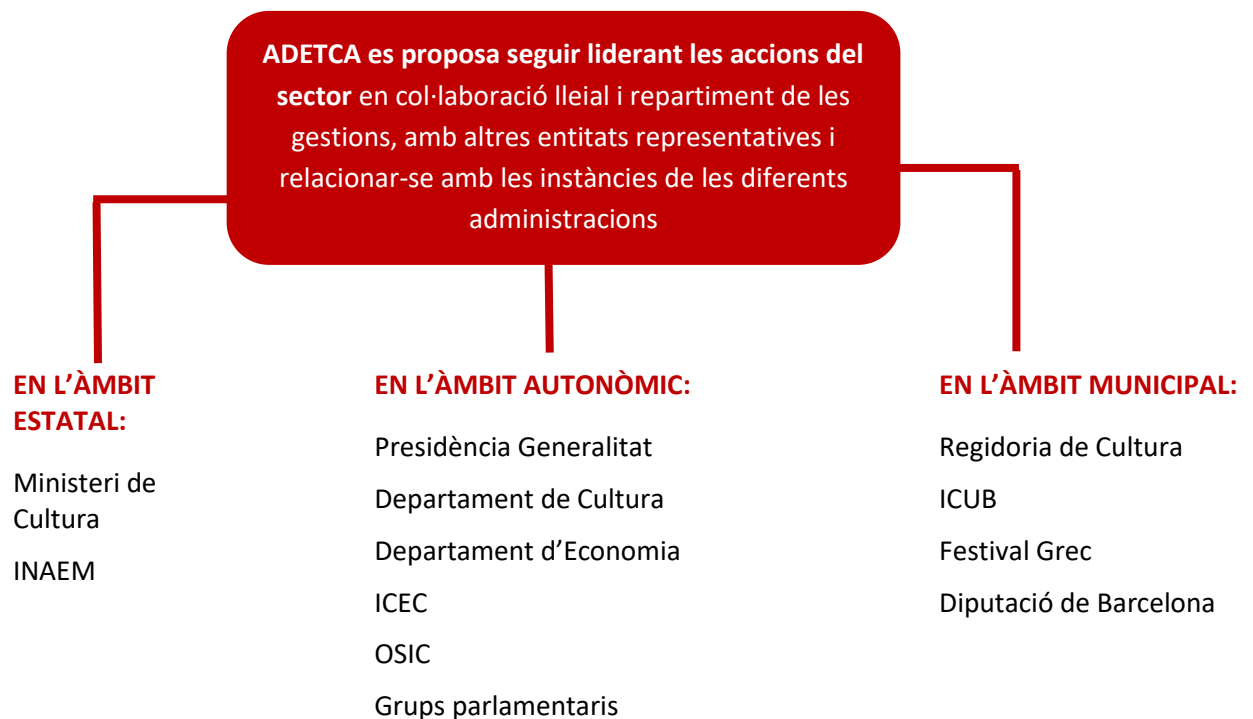 ADETCA es proposa seguir liderant les accions del
sector en col·laboració lleial i repartiment de les
gestions, amb altres entitats representatives i
relacionar-se amb les instàncies de les diferents
administracions
EN L’ÀMBIT
ESTATAL:
Ministeri de
Cultura
INAEM
EN L’ÀMBIT AUTONÒMIC:
Presidència Generalitat
Departament de Cultura
Departament d’Economia
ICEC
OSIC
Grups parlamentaris
EN L’ÀMBIT MUNICIPAL:
Regidoria de Cultura
ICUB
Festival Grec
Diputació de Barcelona